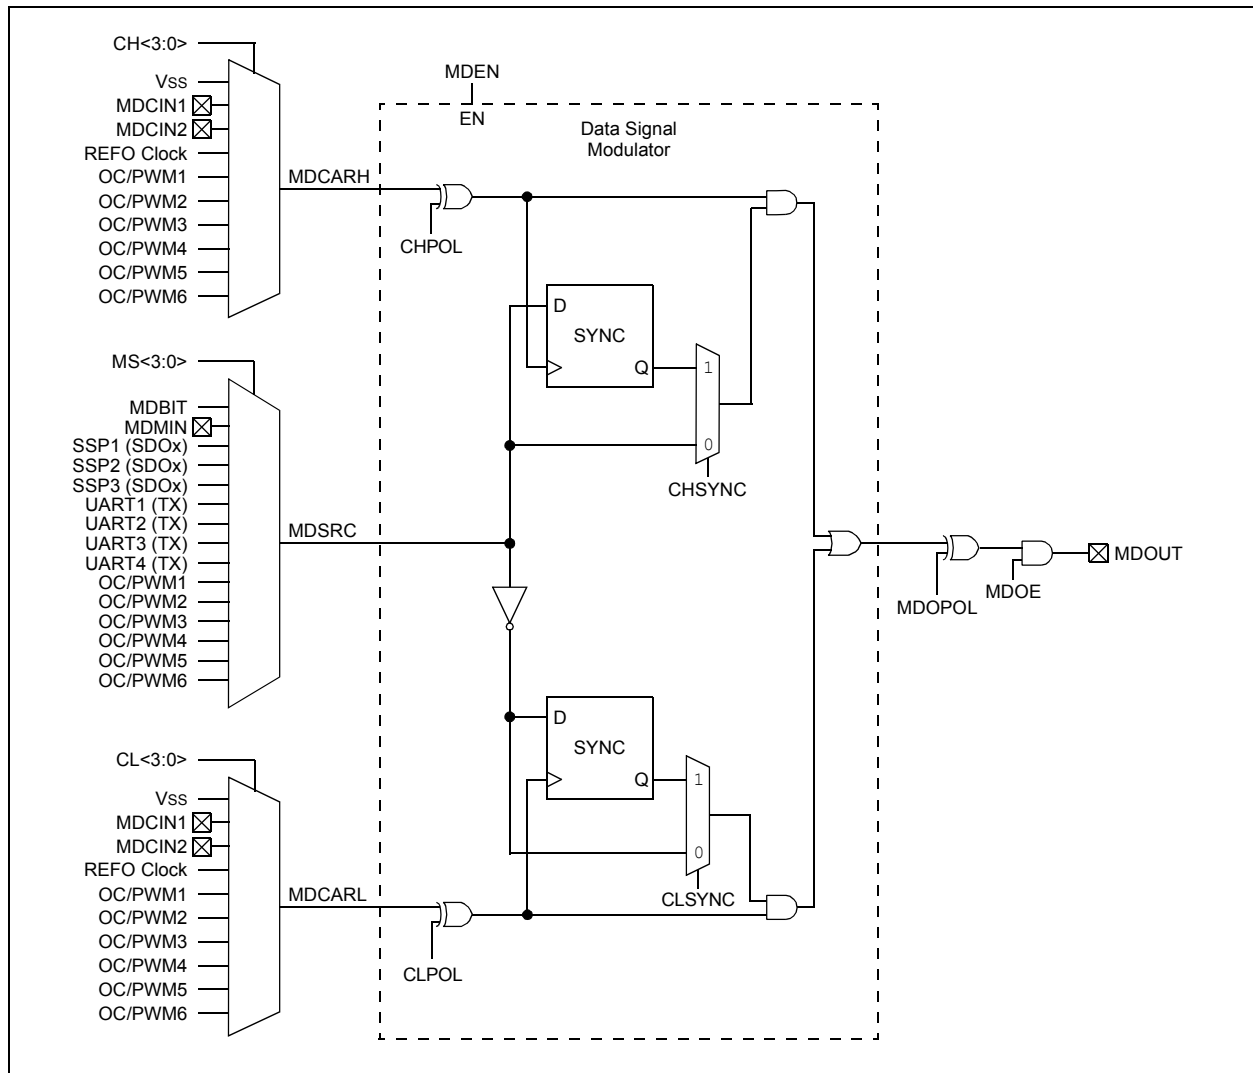 CH<3:0>
VSS
MDCIN1
MDCIN2
REFO Clock
OC/PWM1
OC/PWM2
OC/PWM3
OC/PWM4
OC/PWM5
OC/PWM6
MDCARH
CHPOL
MDEN
EN
Data Signal
Modulator
D
SYNC
Q
1
0
CHSYNC
MS<3:0>
MDBIT
MDMIN
SSP1 (SDOx)
SSP2 (SDOx)
SSP3 (SDOx)
UART1 (TX)
UART2 (TX)
UART3 (TX)
UART4 (TX)
OC/PWM1
OC/PWM2
OC/PWM3
OC/PWM4
OC/PWM5
OC/PWM6
MDSRC
MDOPOL
MDOE
MDOUT
D
SYNC
Q
1
0
CLSYNC
CL<3:0>
VSS
MDCIN1
MDCIN2
REFO Clock
OC/PWM1
OC/PWM2
OC/PWM3
OC/PWM4
OC/PWM5
OC/PWM6
MDCARL
CLPOL